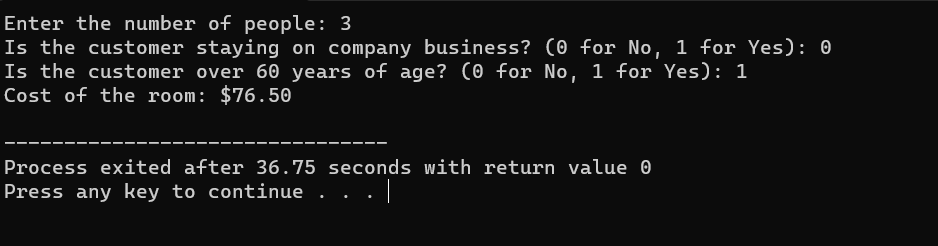 Enter the number of people: 3
Is the customer staying on company business? (0 for No, 1 for Yes): 0
Is the customer over 60 years of age? (0 for No, 1 for Yes): 1
Cost of the room: $76.50
--------------------------------
Process exited after 36.75 seconds with return value 0
Press any key to continue . . .